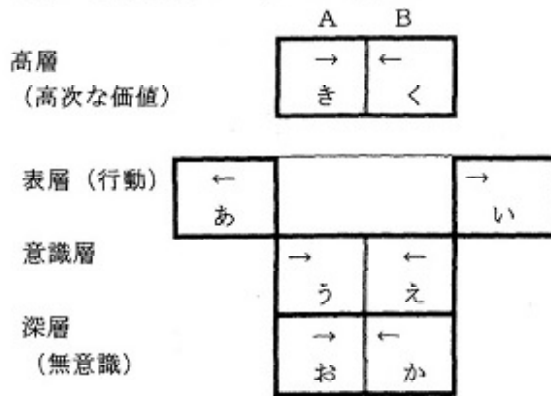 A B
高層 → ←
(高次な価値) き く
表層(行動) ← →
あ い
意識層 → ←
う え
深層 → ←
(無意識) お か